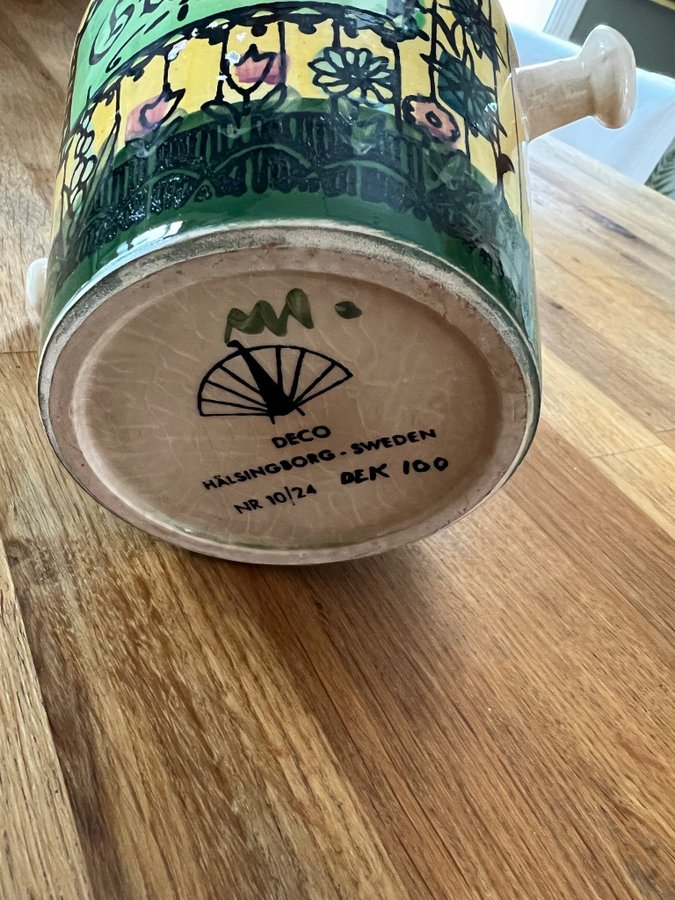 DECO
HÄLSINGBORG . SWEDEN
NR 10/24 DEK 100